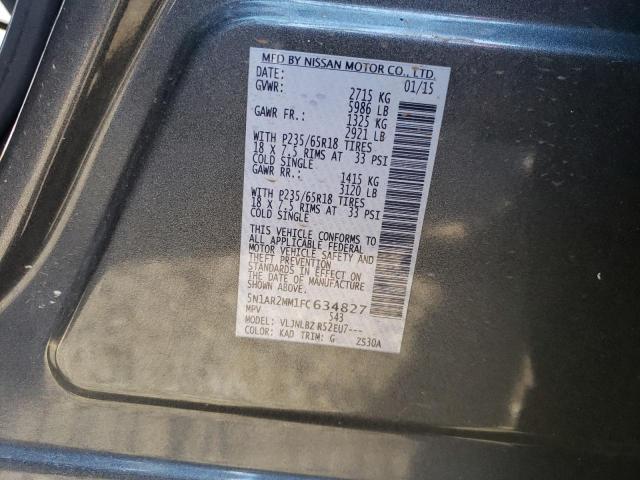 MFD BY NISSAN MOTOR CO., LTD.
DATE: 01/15
GVWR: 2715 KG
5986 LB
GAWR FR.: 1325 KG
2921 LB
WITH P235/65R18 TIRES
18 X 7.5 RIMS AT 33 PSI
COLD SINGLE
GAWR RR.: 1415 KG
3120 LB
WITH P235/65R18 TIRES
18 X 7.5 RIMS AT 33 PSI
COLD SINGLE
THIS VEHICLE CONFORMS TO
ALL APPLICABLE FEDERAL
MOTOR VEHICLE SAFETY AND
THEFT PREVENTION
STANDARDS IN EFFECT ON
THE DATE OF MANUFACTURE
SHOWN ABOVE.
5N1AR2MM1FC634827
MPV 543
MODEL: VLJNLBZ R52EU7---
COLOR: KAD TRIM: G ZS30A